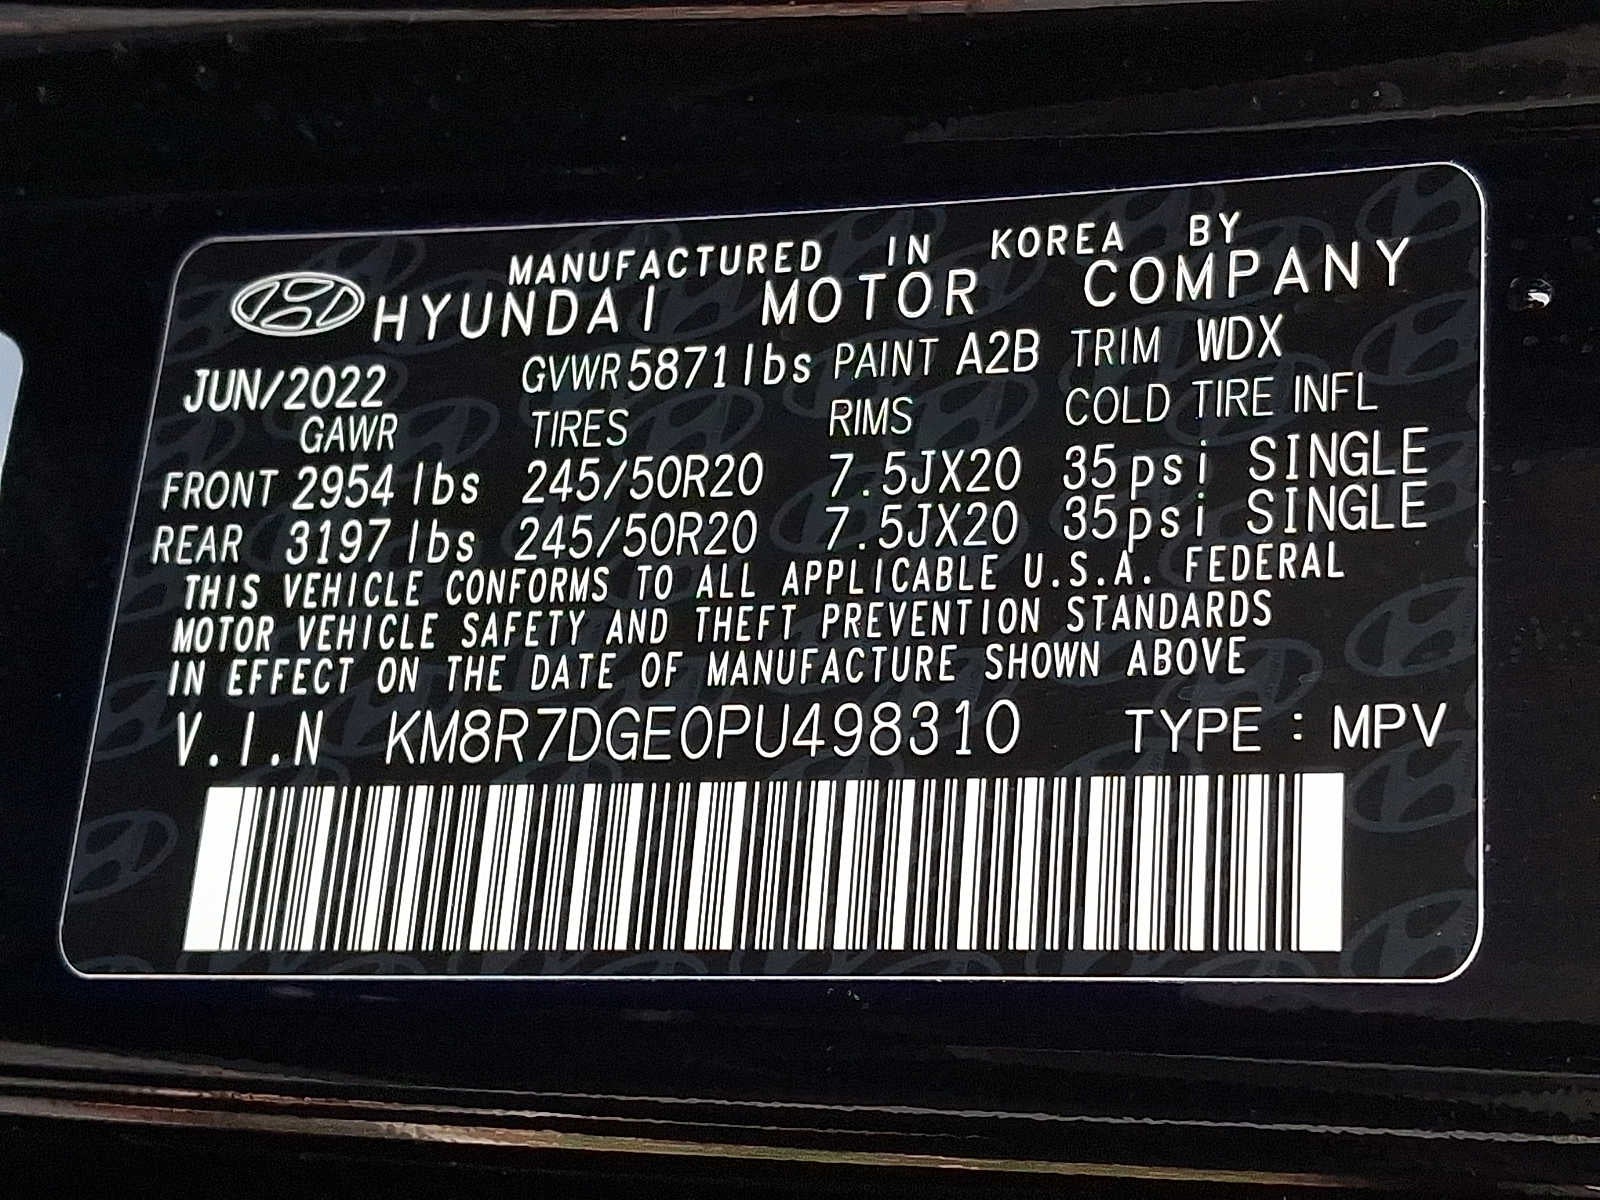 MANUFACTURED IN KOREA BY
HYUNDAI MOTOR COMPANY
JUN/2022 GVWR 5871 lbs PAINT A2B TRIM WDX
GAWR TIRES RIMS COLD TIRE INFL
FRONT 2954 lbs 245/50R20 7.5JX20 35psi SINGLE
REAR 3197 lbs 245/50R20 7.5JX20 35psi SINGLE
THIS VEHICLE CONFORMS TO ALL APPLICABLE U.S.A. FEDERAL
MOTOR VEHICLE SAFETY AND THEFT PREVENTION STANDARDS
IN EFFECT ON THE DATE OF MANUFACTURE SHOWN ABOVE
V.I.N KM8R7DGE0PU498310 TYPE : MPV